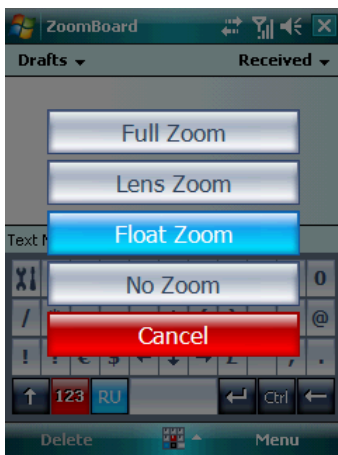 ZoomBoard
Drafts Received
Full Zoom
Lens Zoom
Text
Float Zoom
No Zoom
0
/ @
Cancel
! € $ .
↑ 123 RU Ctrl ←
Delete Menu